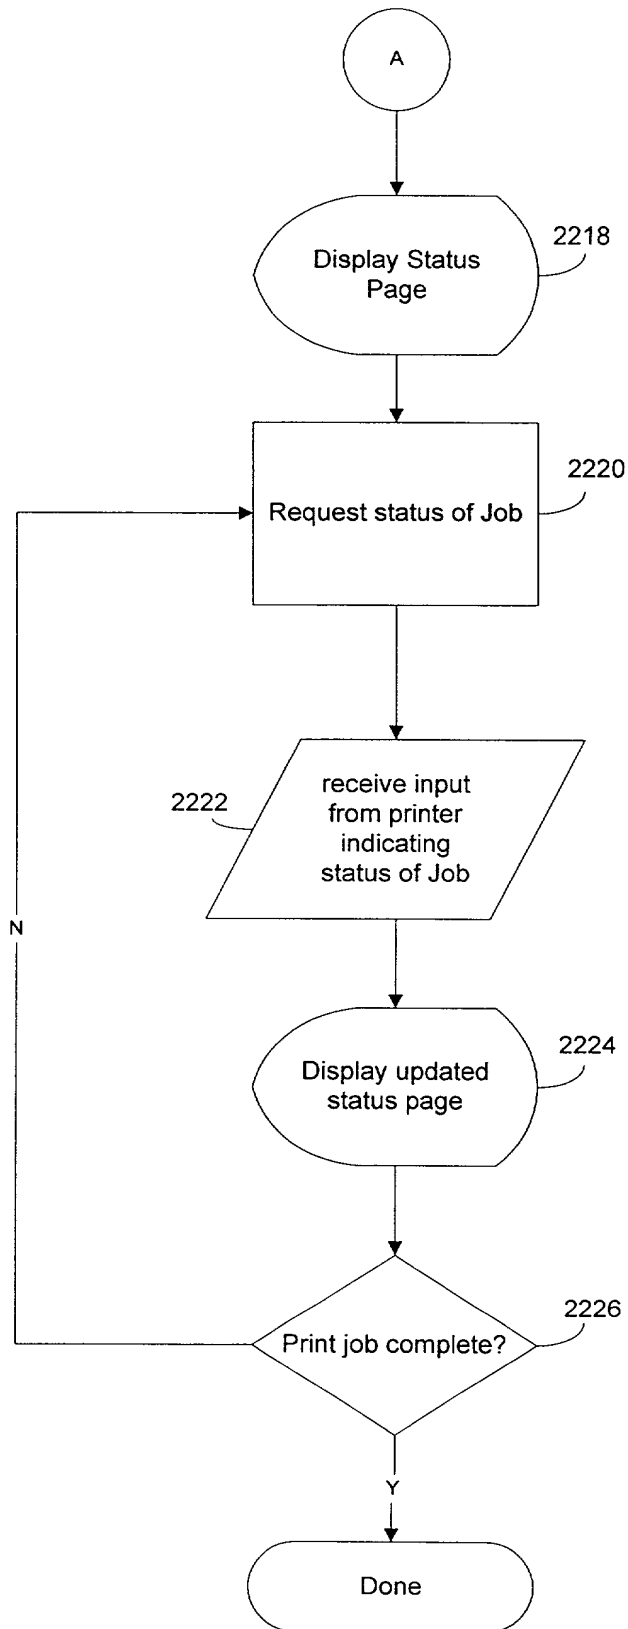 A
Display Status
Page
2218
Request status of Job
2220
receive input
from printer
indicating
status of Job
2222
Display updated
status page
2224
N
Print job complete?
2226
Y
Done